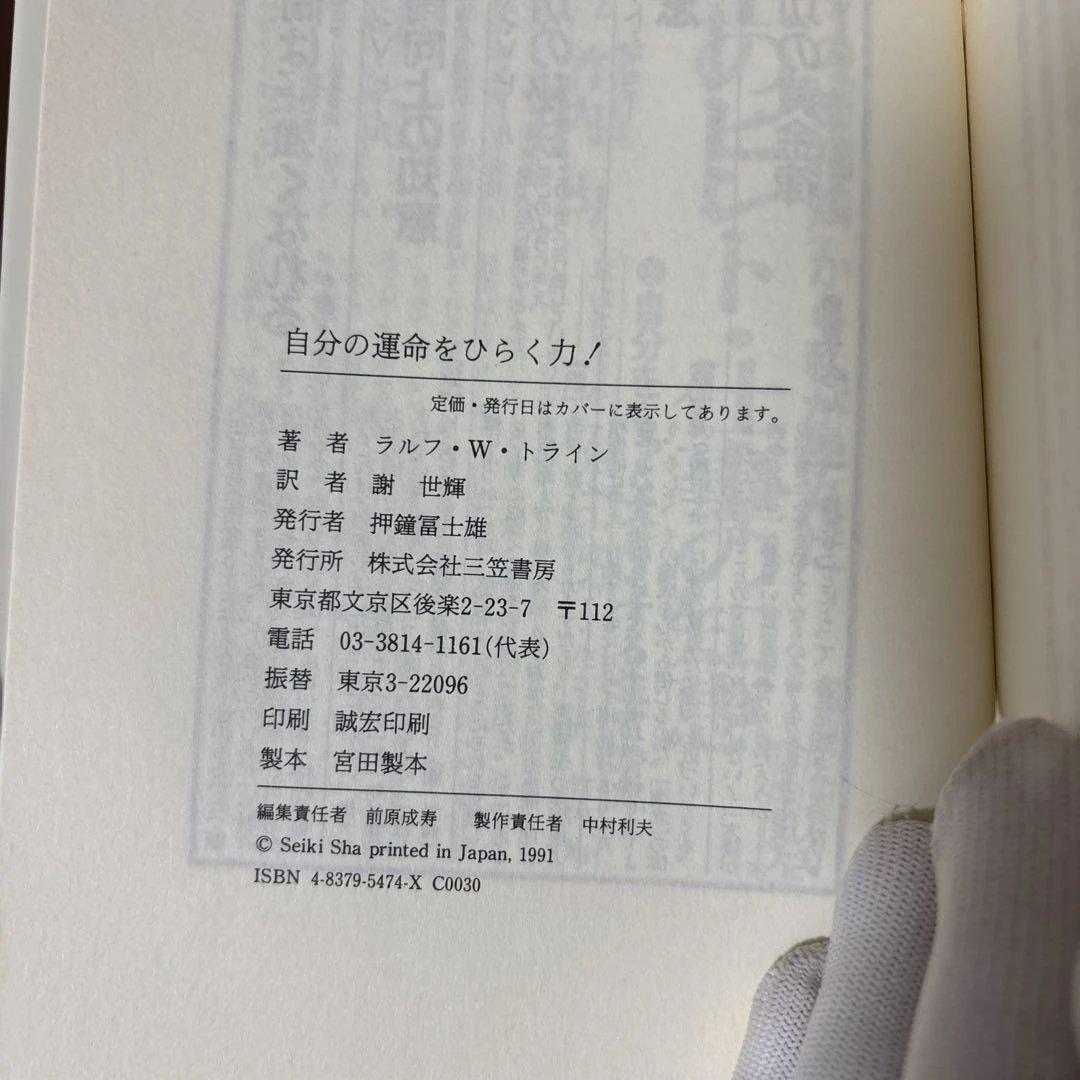 自分の運命をひらく力！
定価・発行日はカバーに表示してあります。
著　者　ラルフ・W・トライン
訳　者　謝　世輝
発行者　押鐘冨士雄
発行所　株式会社三笠書房
東京都文京区後楽2-23-7　〒112
電話　03-3814-1161(代表)
振替　東京3-22096
印刷　誠宏印刷
製本　宮田製本
編集責任者　前原成寿　製作責任者　中村利夫
© Seiki Sha printed in Japan, 1991
ISBN 4-8379-5474-X C0030